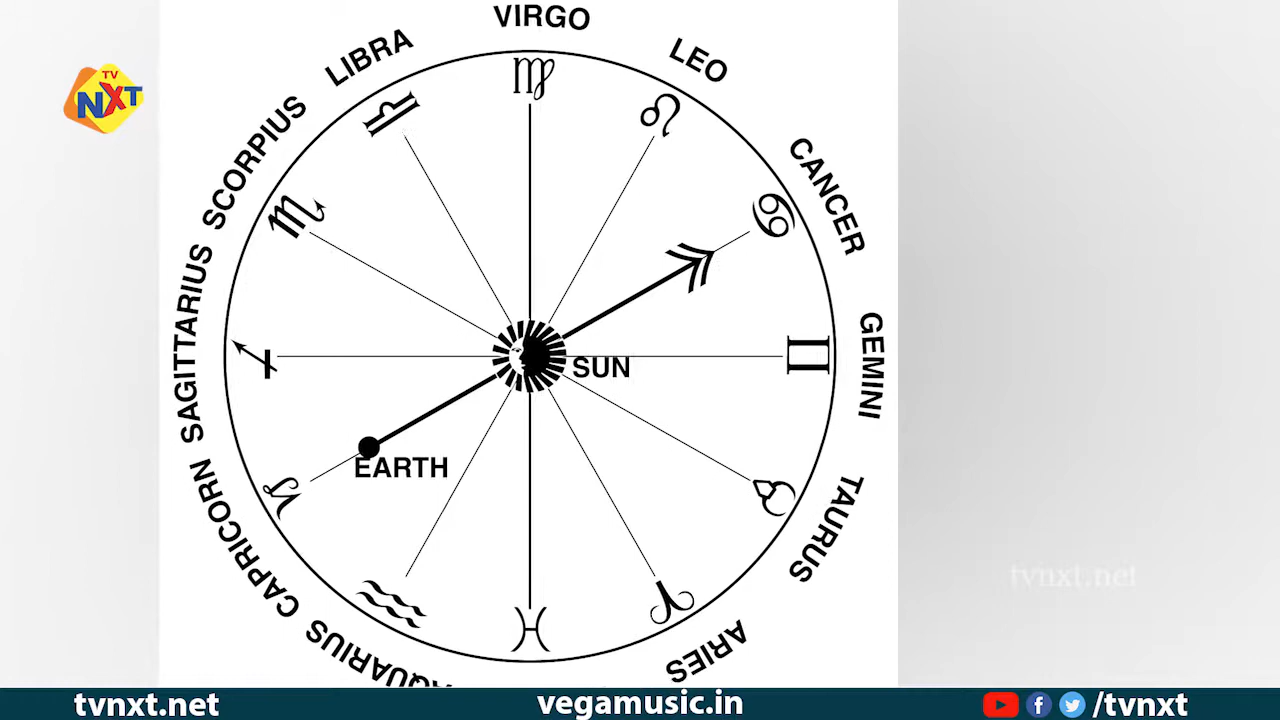 VIRGO
LEO
CANCER
GEMINI
TAURUS
ARIES
AQUARIUS
CAPRICORN
SAGITTARIUS
SCORPIUS
LIBRA
SUN
EARTH
TV
NXT
tvnxt.net
tvnxt.net
vegamusic.in
/tvnxt